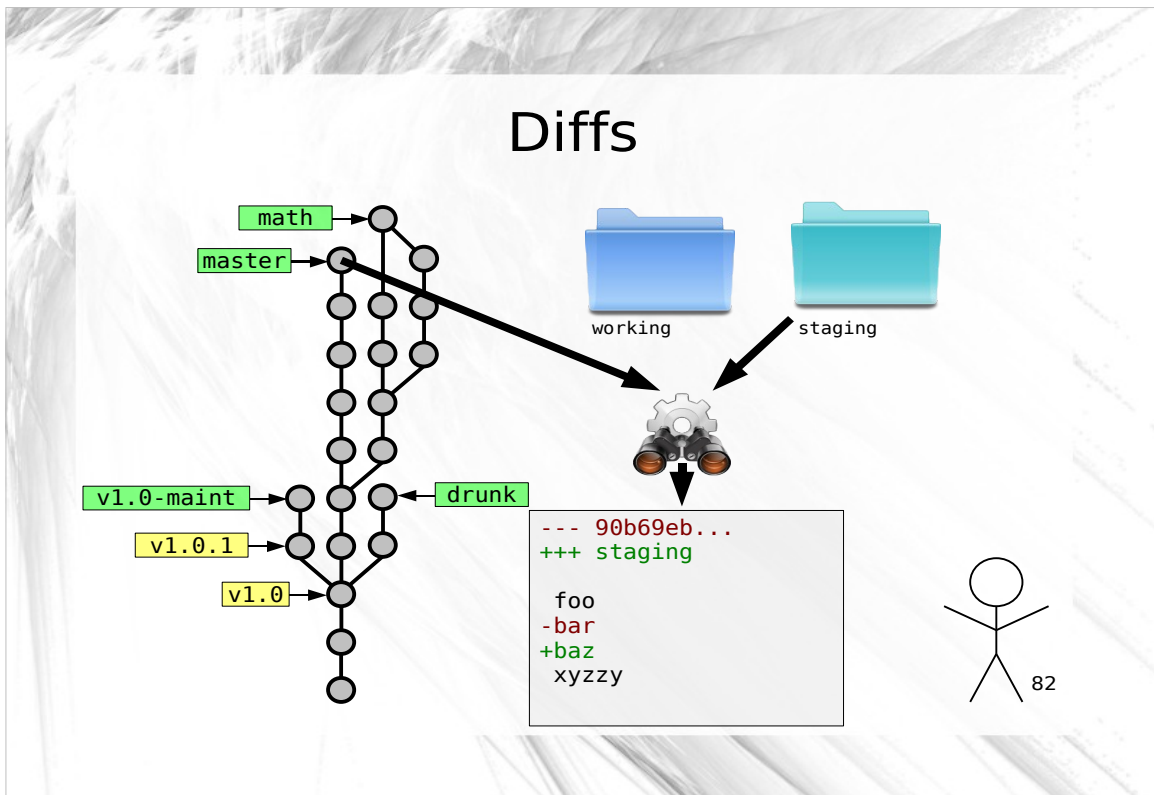 Diffs
math
master
working
staging
v1.0-maint
drunk
v1.0.1
v1.0
--- 90b69eb...
+++ staging
 foo
-bar
+baz
 xyzzy
82